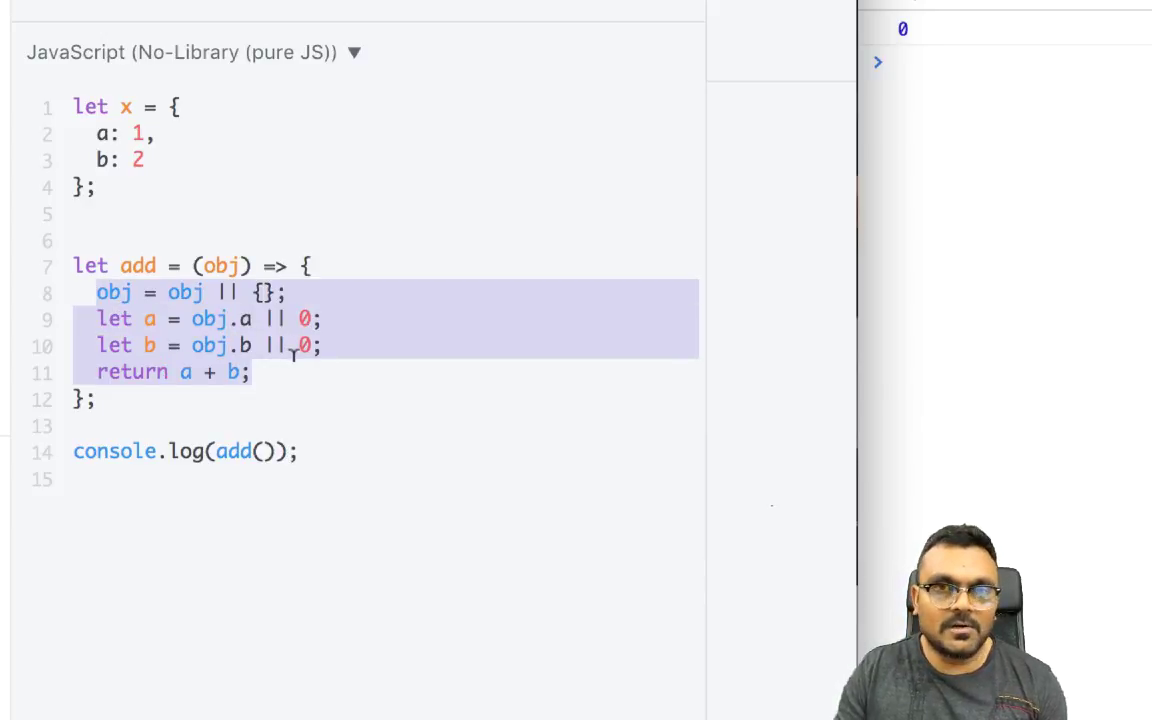 JavaScript (No-Library (pure JS)) ▼
0
>
1 let x = {
2 a: 1,
3 b: 2
4 };
5
6
7 let add = (obj) => {
8 obj = obj || {};
9 let a = obj.a || 0;
10 let b = obj.b || 0;
11 return a + b;
12 };
13
14 console.log(add());
15